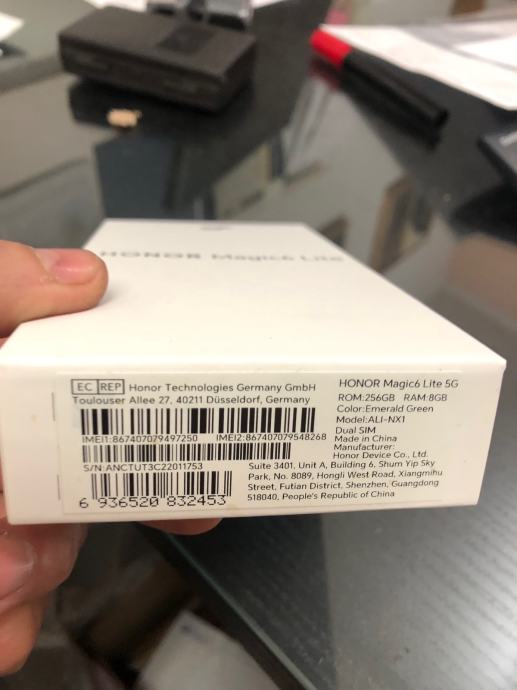 HONOR Magic6 Lite
EC REP Honor Technologies Germany GmbH
Toulouser Allee 27, 40211 Düsseldorf, Germany
IMEI1:867407079497250 IMEI2:867407079548268
S/N:ANCTUT3C22011753
6 936520 832453
HONOR Magic6 Lite 5G
ROM:256GB RAM:8GB
Color:Emerald Green
Model:ALI-NX1
Dual SIM
Made in China
Manufacturer:
Honor Device Co., Ltd.
Suite 3401, Unit A, Building 6, Shum Yip Sky
Park, No. 8089, Hongli West Road, Xiangmihu
Street, Futian District, Shenzhen, Guangdong
518040, People's Republic of China